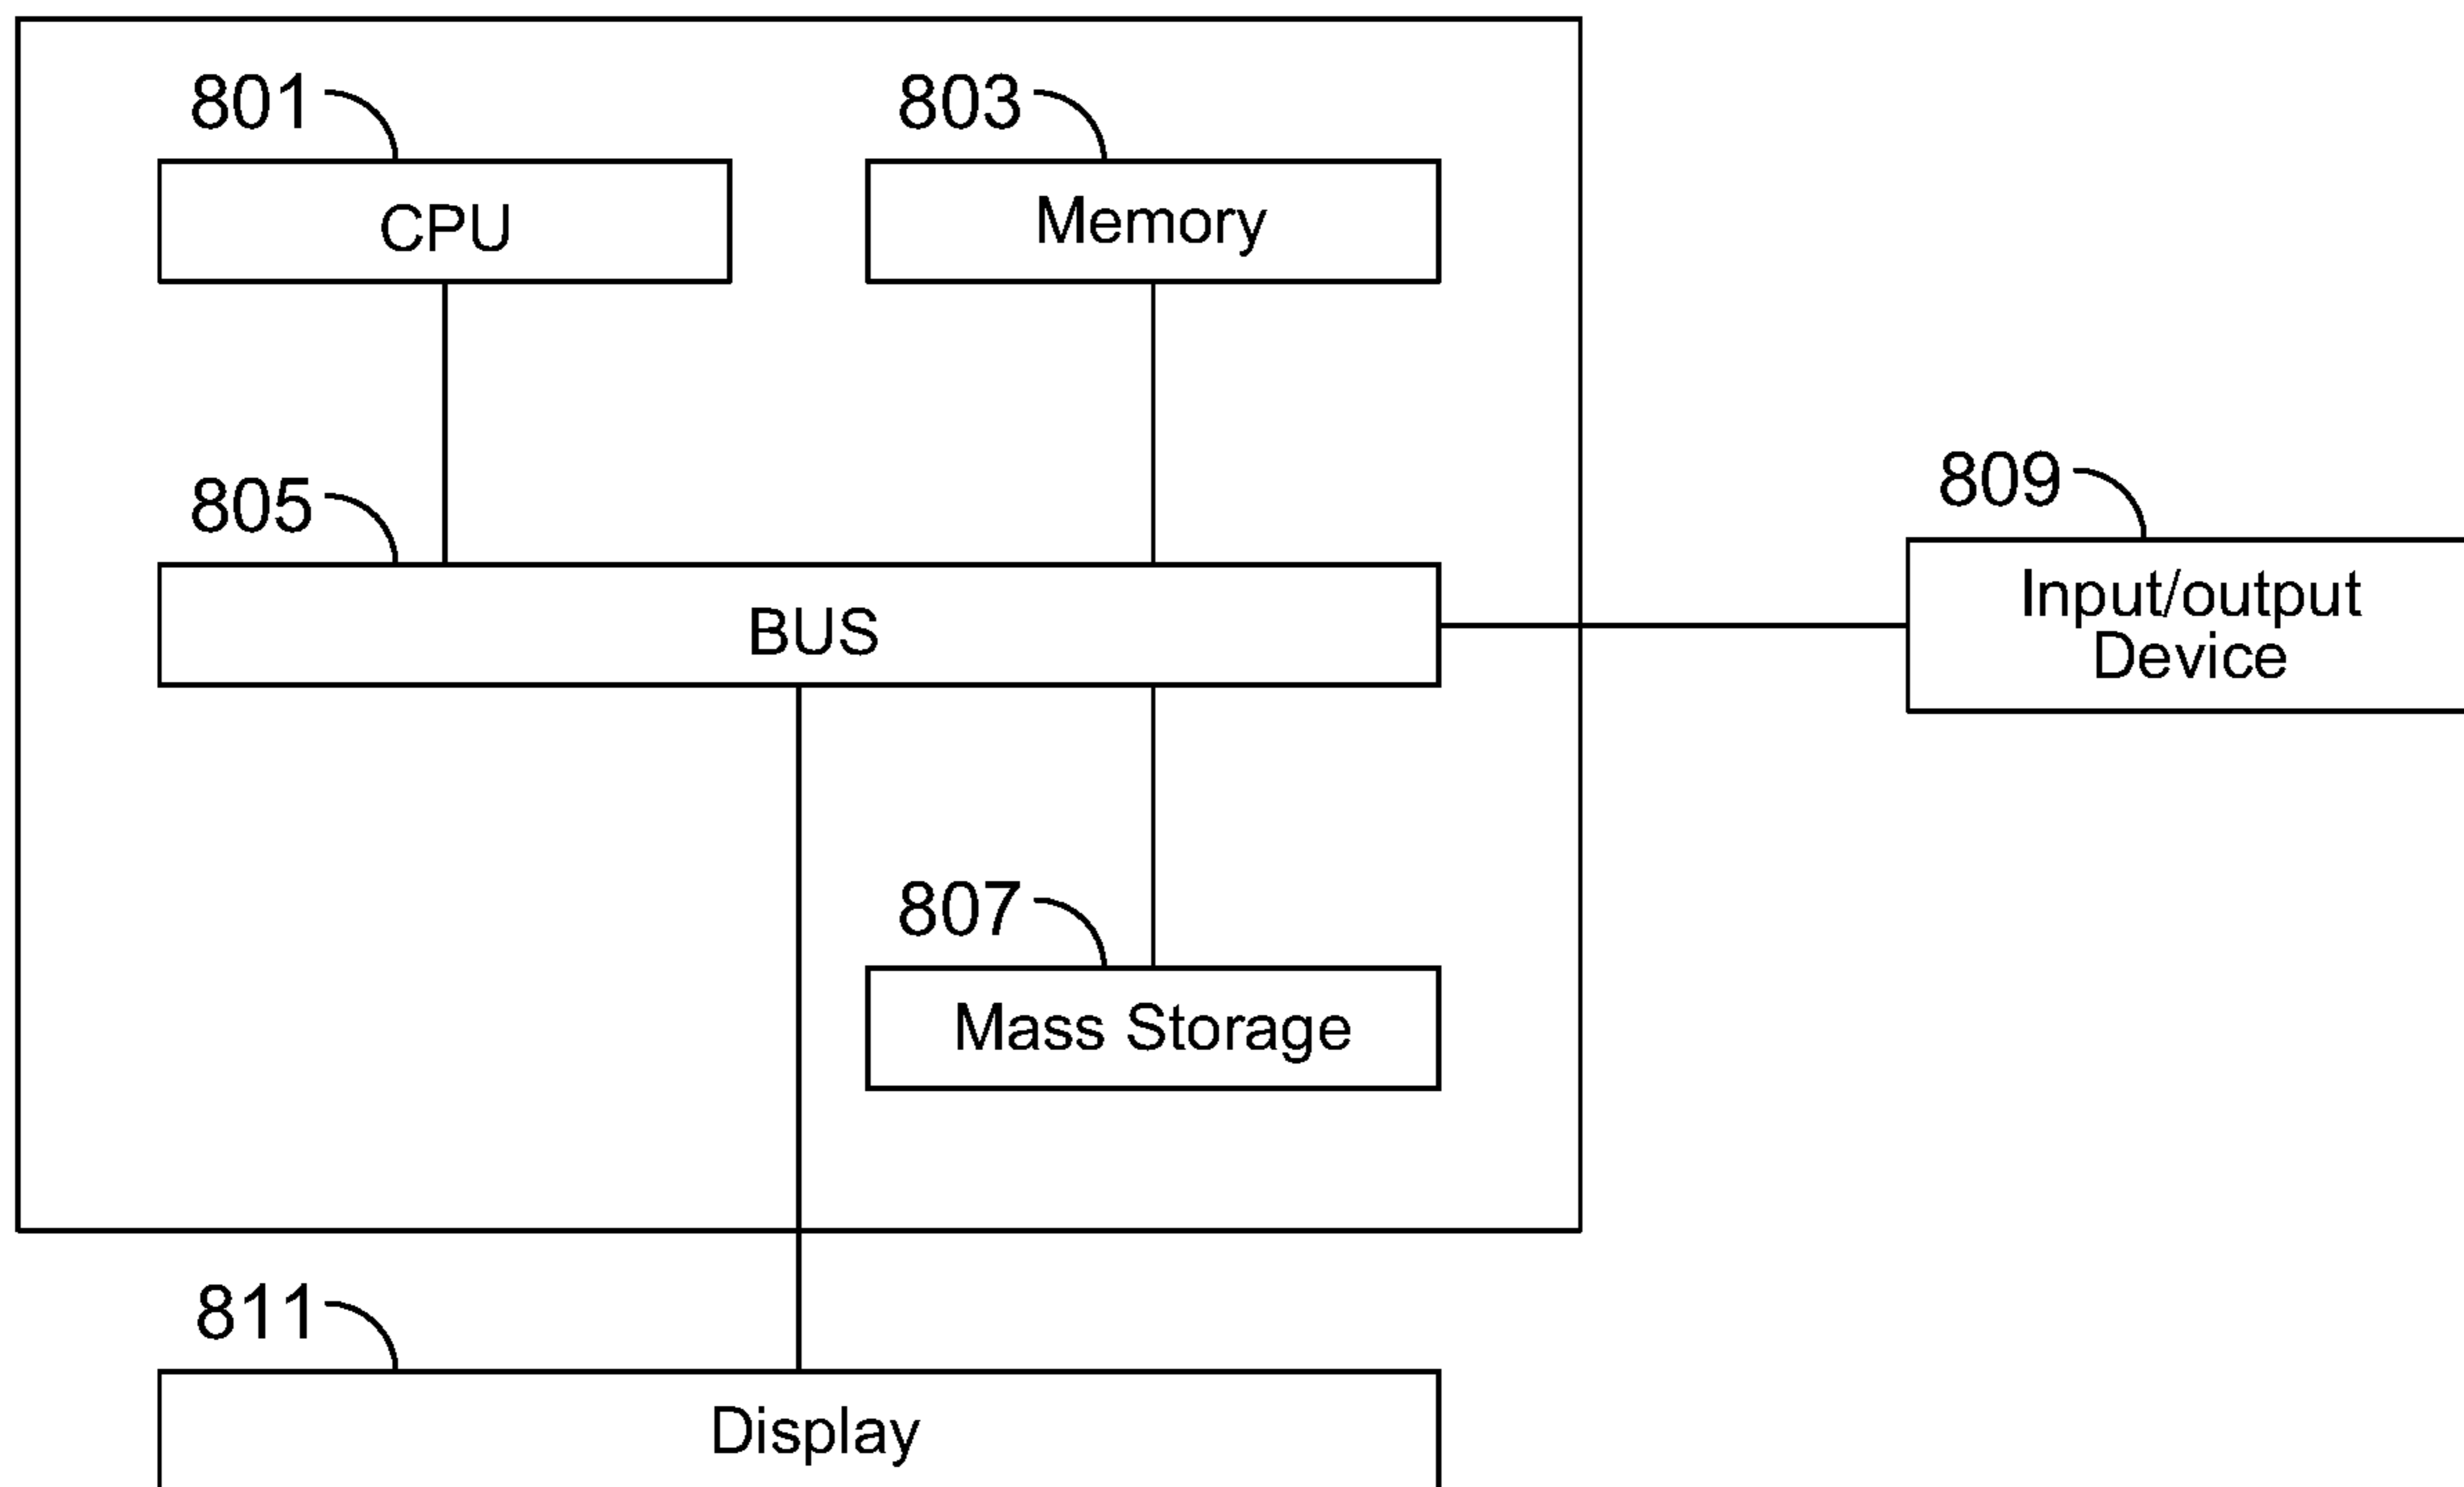 801
803
CPU
Memory
805
809
BUS
Input/output
Device
807
Mass Storage
811
Display